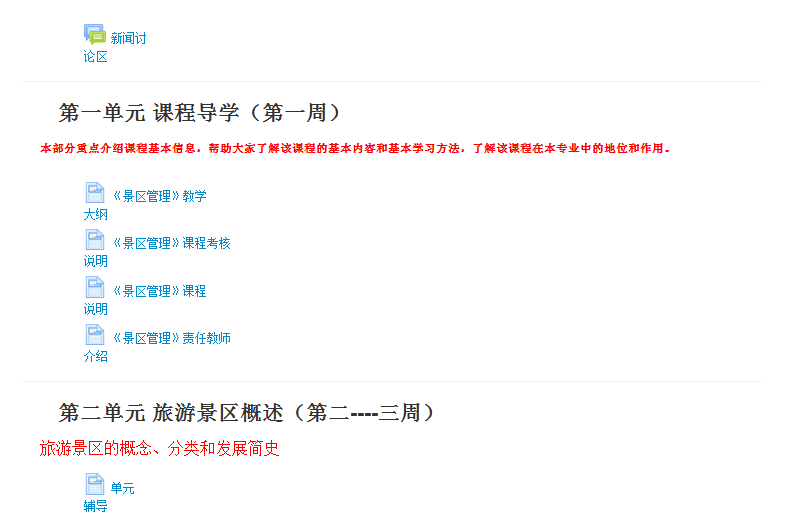 新闻讨
论区
第一单元 课程导学（第一周）
本部分重点介绍课程基本信息，帮助大家了解该课程的基本内容和基本学习方法，了解该课程在本专业中的地位和作用。
《景区管理》教学
大纲
《景区管理》课程考核
说明
《景区管理》课程
说明
《景区管理》责任教师
介绍
第二单元 旅游景区概述（第二----三周）
旅游景区的概念、分类和发展简史
单元
辅导